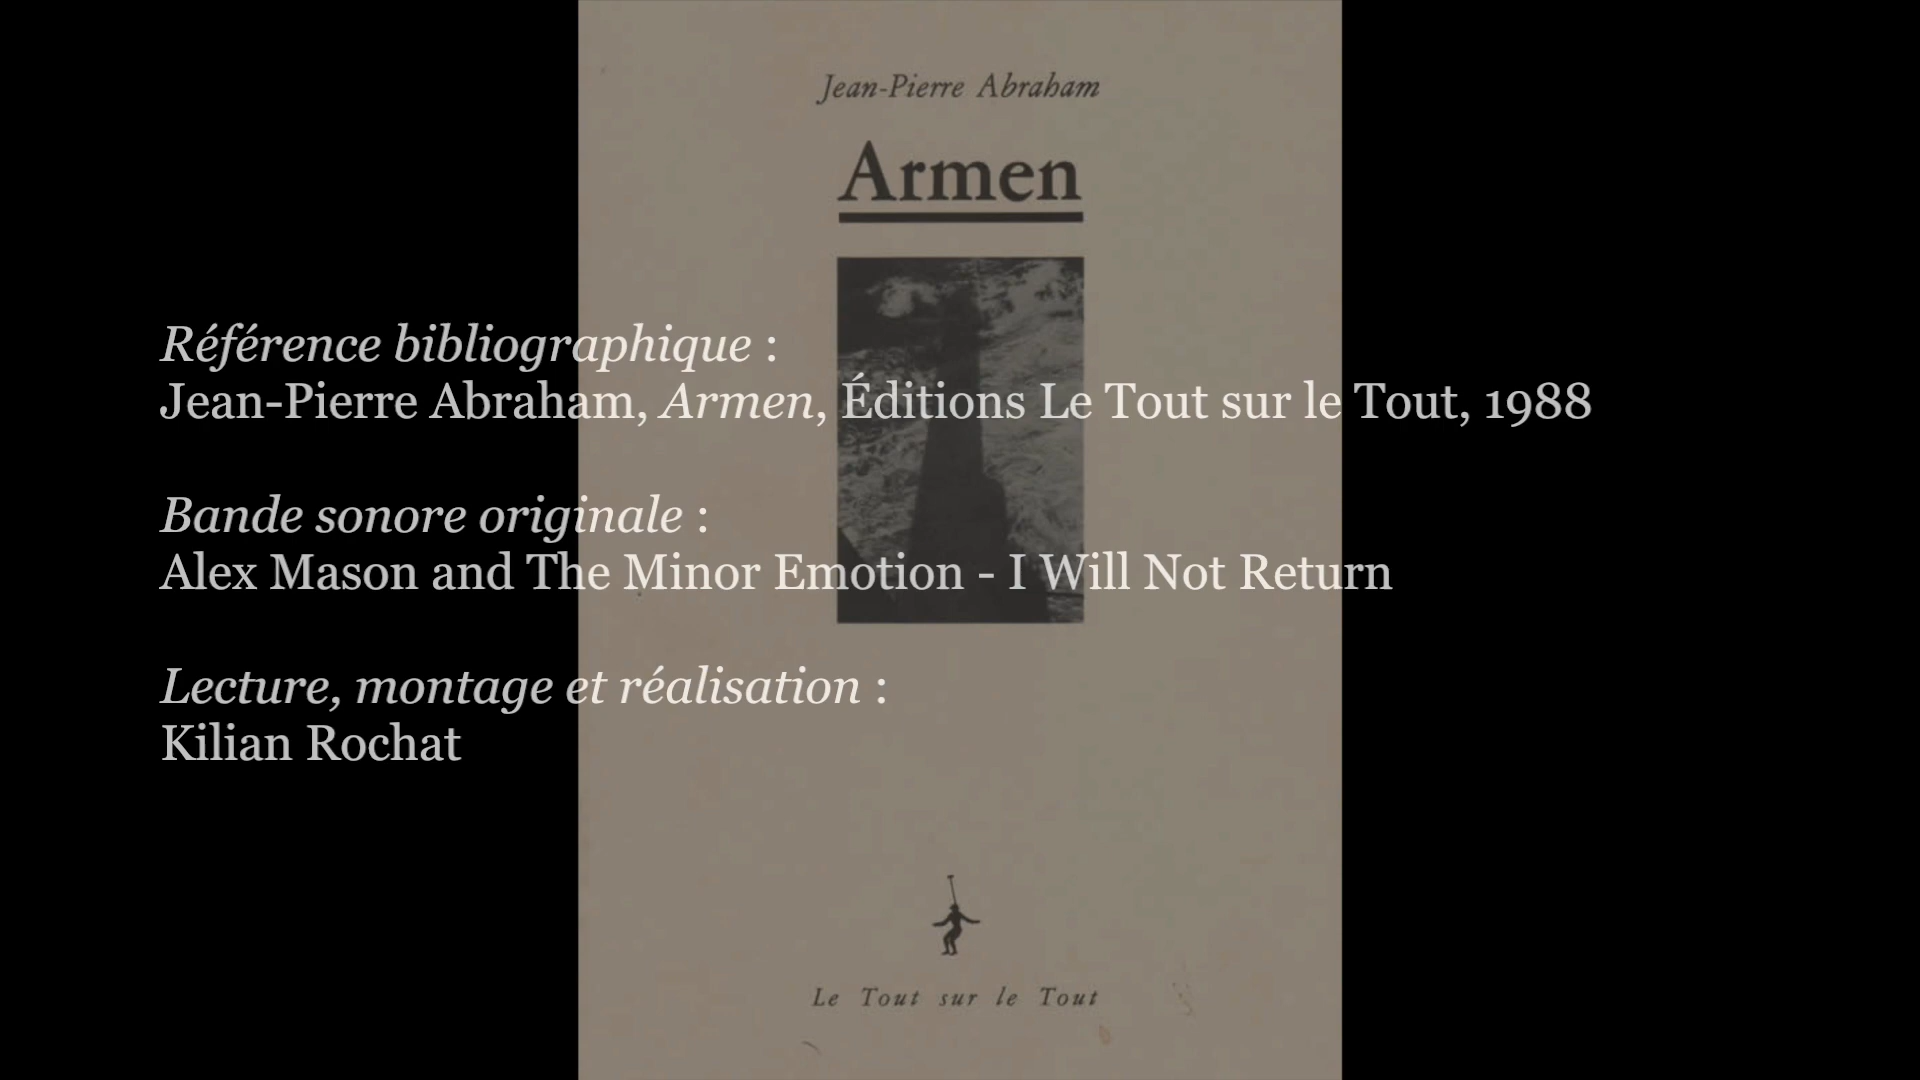 Jean-Pierre Abraham
Armen
Référence bibliographique :
Jean-Pierre Abraham, Armen, Éditions Le Tout sur le Tout, 1988
Bande sonore originale :
Alex Mason and The Minor Emotion - I Will Not Return
Lecture, montage et réalisation :
Kilian Rochat
Le Tout sur le Tout